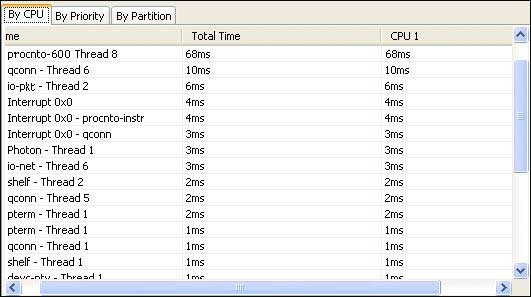 By CPU By Priority By Partition
me Total Time CPU 1
procnto-600 Thread 8 68ms 68ms
qconn - Thread 6 10ms 10ms
io-pkt - Thread 2 6ms 6ms
Interrupt 0x0 4ms 4ms
Interrupt 0x0 - procnto-instr 4ms 4ms
Interrupt 0x0 - qconn 3ms 3ms
Photon - Thread 1 3ms 3ms
io-net - Thread 6 3ms 3ms
shelf - Thread 2 2ms 2ms
qconn - Thread 5 2ms 2ms
pterm - Thread 1 2ms 2ms
pterm - Thread 1 1ms 1ms
qconn - Thread 1 1ms 1ms
shelf - Thread 1 1ms 1ms
devc-pty - Thread 1 1ms 1ms